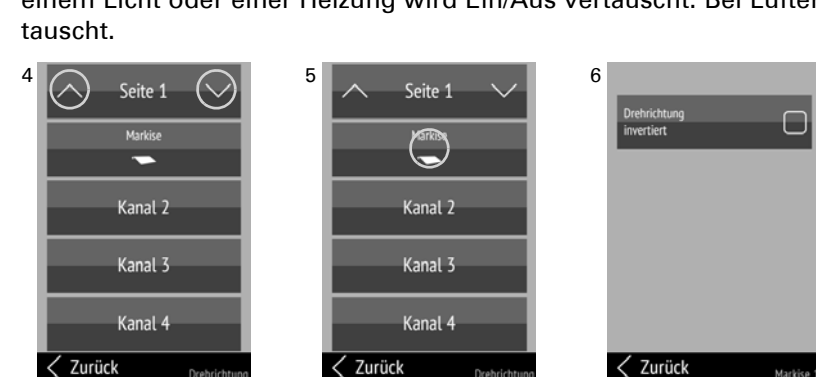 einem Licht oder einer Heizung wird Ein/Aus vertauscht. Bei Lüfter
tauscht.
4
Seite 1
Markise
Kanal 2
Kanal 3
Kanal 4
Zurück
Drehrichtung
5
Seite 1
Markise
Kanal 2
Kanal 3
Kanal 4
Zurück
Drehrichtung
6
Drehrichtung
invertiert
Zurück
Markise 1